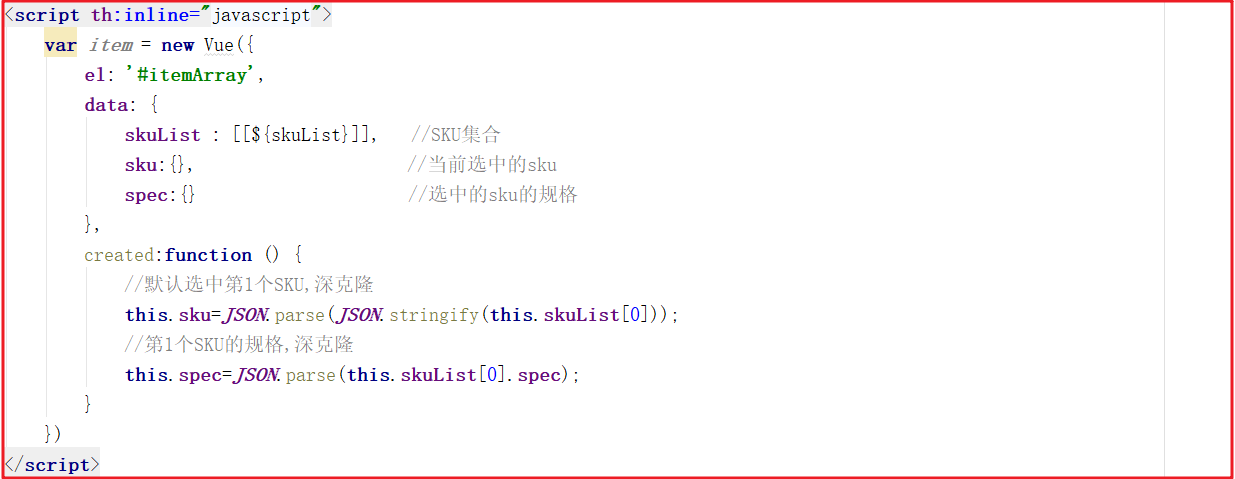 <script th:inline="javascript">
    var item = new Vue({
        el: '#itemArray',
        data: {
            skuList : [[${skuList}]],   //SKU集合
            sku:{},                     //当前选中的sku
            spec:{}                     //选中的sku的规格
        },
        created:function () {
            //默认选中第1个SKU,深克隆
            this.sku=JSON.parse(JSON.stringify(this.skuList[0]));
            //第1个SKU的规格,深克隆
            this.spec=JSON.parse(this.skuList[0].spec);
        }
    })
</script>